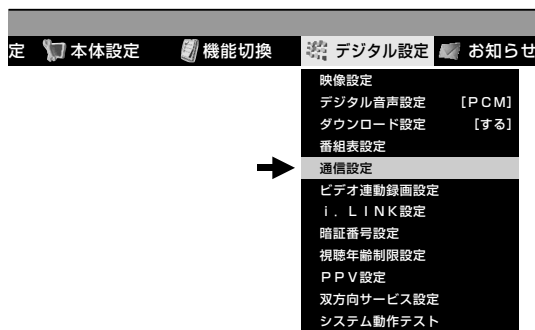 定 本体設定 機能切換 デジタル設定 お知らせ
映像設定
デジタル音声設定 [PCM]
ダウンロード設定 [する]
番組表設定
通信設定
ビデオ連動録画設定
i．LINK設定
暗証番号設定
視聴年齢制限設定
PPV設定
双方向サービス設定
システム動作テスト